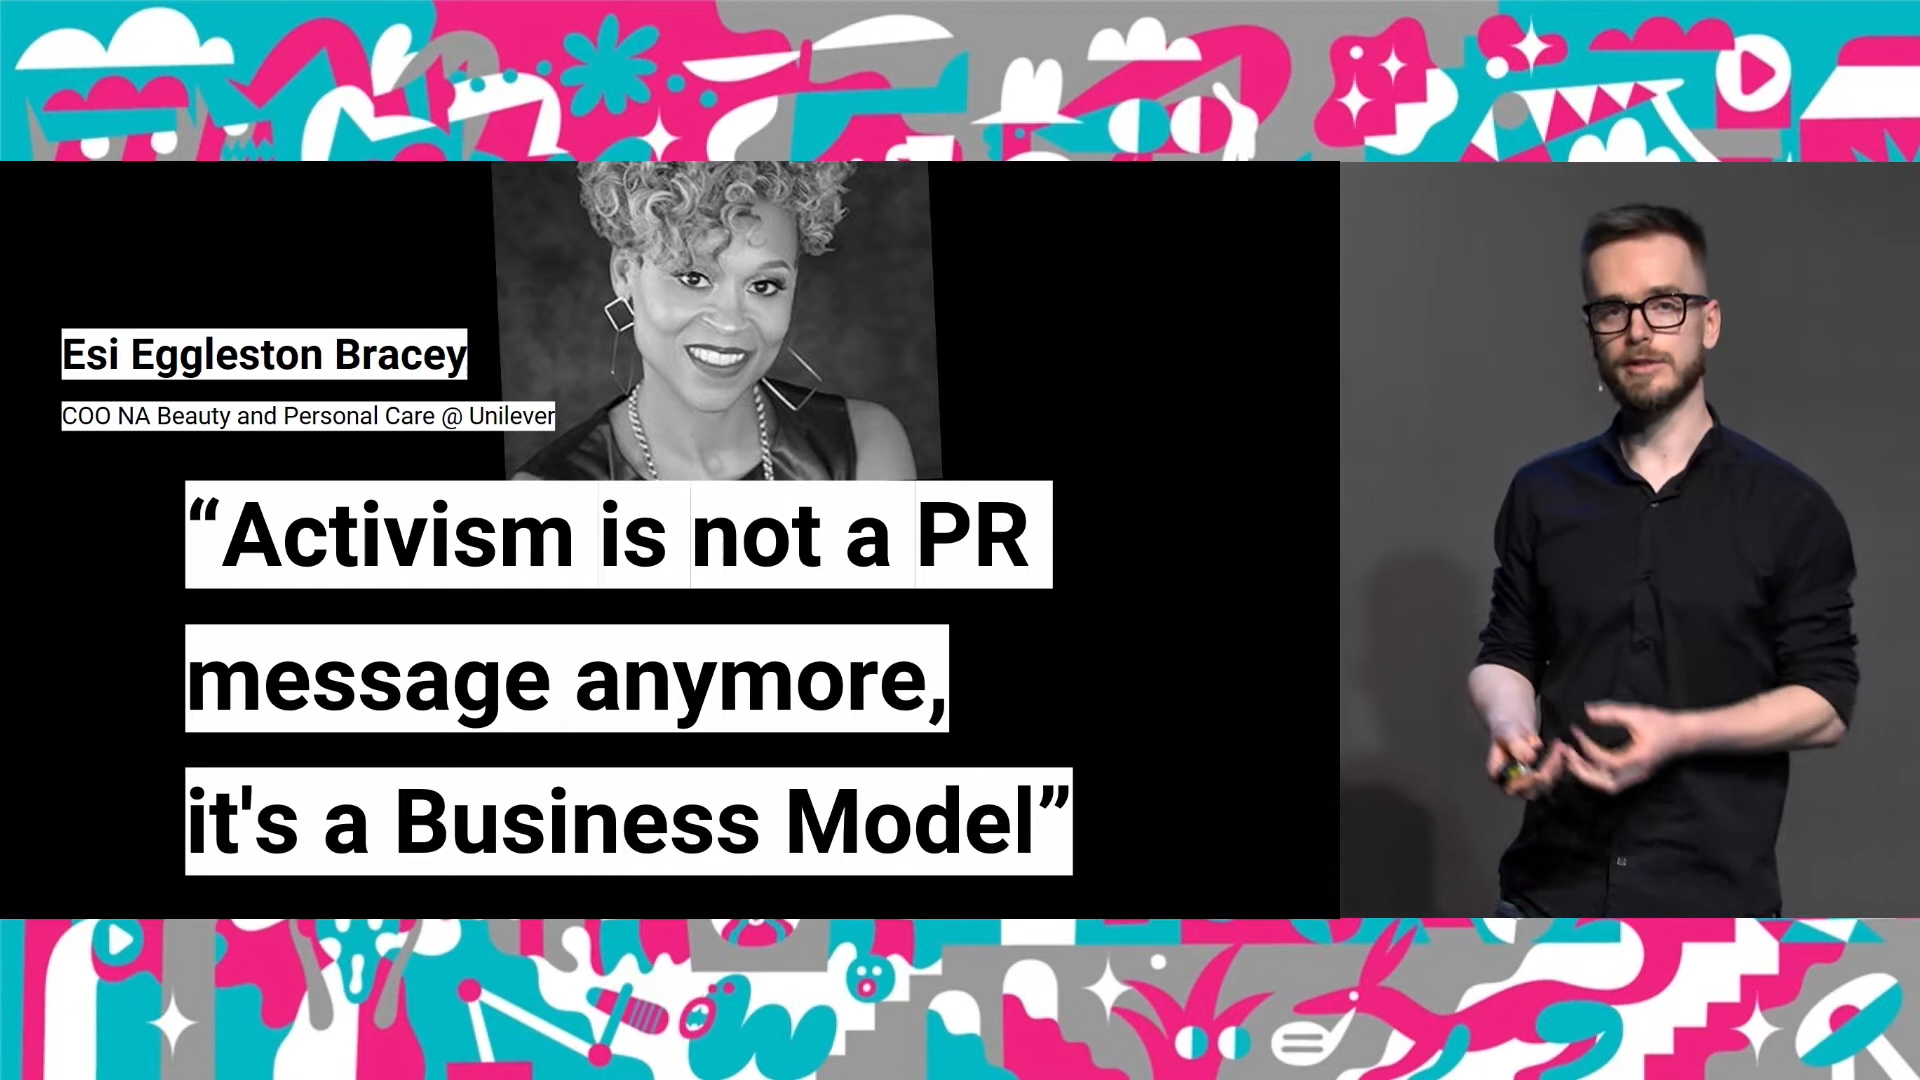 Esi Eggleston Bracey
COO NA Beauty and Personal Care @ Unilever
“Activism is not a PR
message anymore,
it's a Business Model”